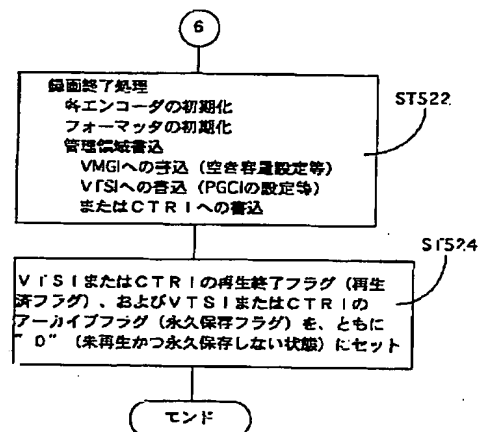 6
録画終了処理
各エンコーダの初期化
フォーマッタの初期化
管理領域書込
VMGIへの書込（空き容量設定等）
VTSIへの書込（PGCIの設定等）
またはCTRIへの書込
ST522
ST524
VTSIまたはCTRIの再生終了フラグ（再生
済フラグ）、およびVTSIまたはCTRIの
アーカイブフラグ（永久保存フラグ）を、ともに
"0"（未再生かつ永久保存しない状態）にセット
エンド